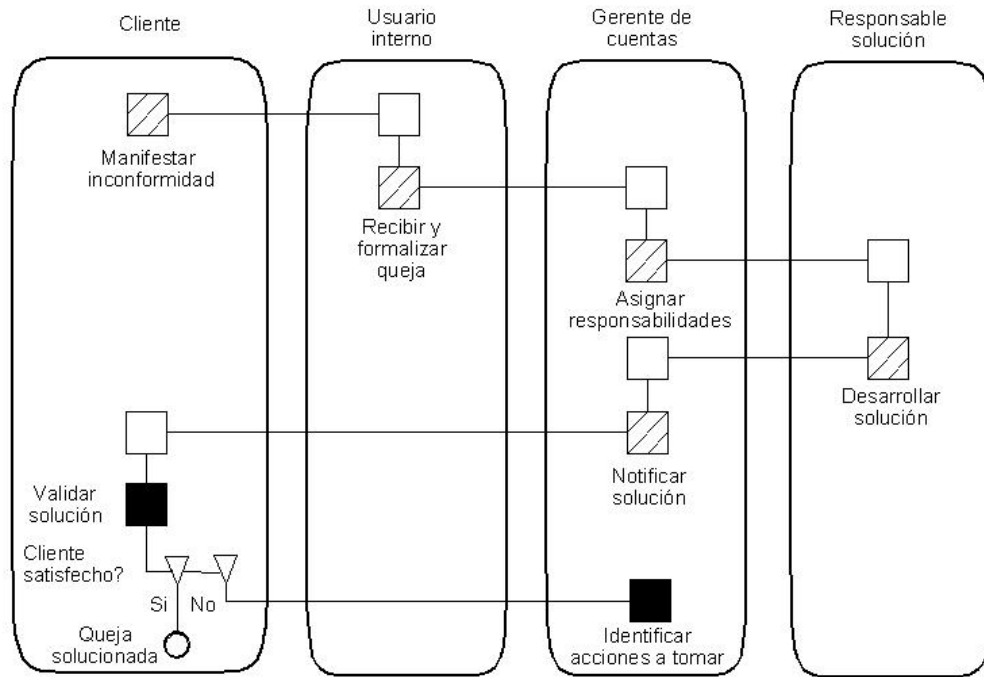 Cliente
Usuario
interno
Gerente de
cuentas
Responsable
solución
Manifestar
inconformidad
Recibir y
formalizar
queja
Asignar
responsabilidades
Desarrollar
solución
Notificar
solución
Validar
solución
Cliente
satisfecho?
Si No
Queja
solucionada
Identificar
acciones a tomar